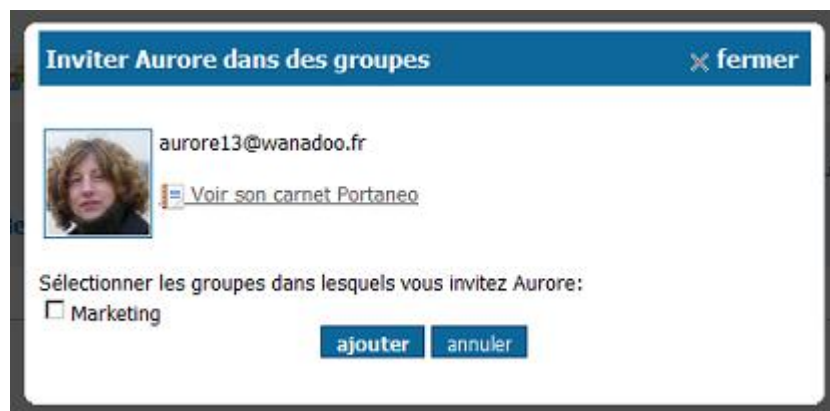 Inviter Aurore dans des groupes
fermer
aurore13@wanadoo.fr
Voir son carnet Portaneo
Sélectionner les groupes dans lesquels vous invitez Aurore:
Marketing
ajouter annuler